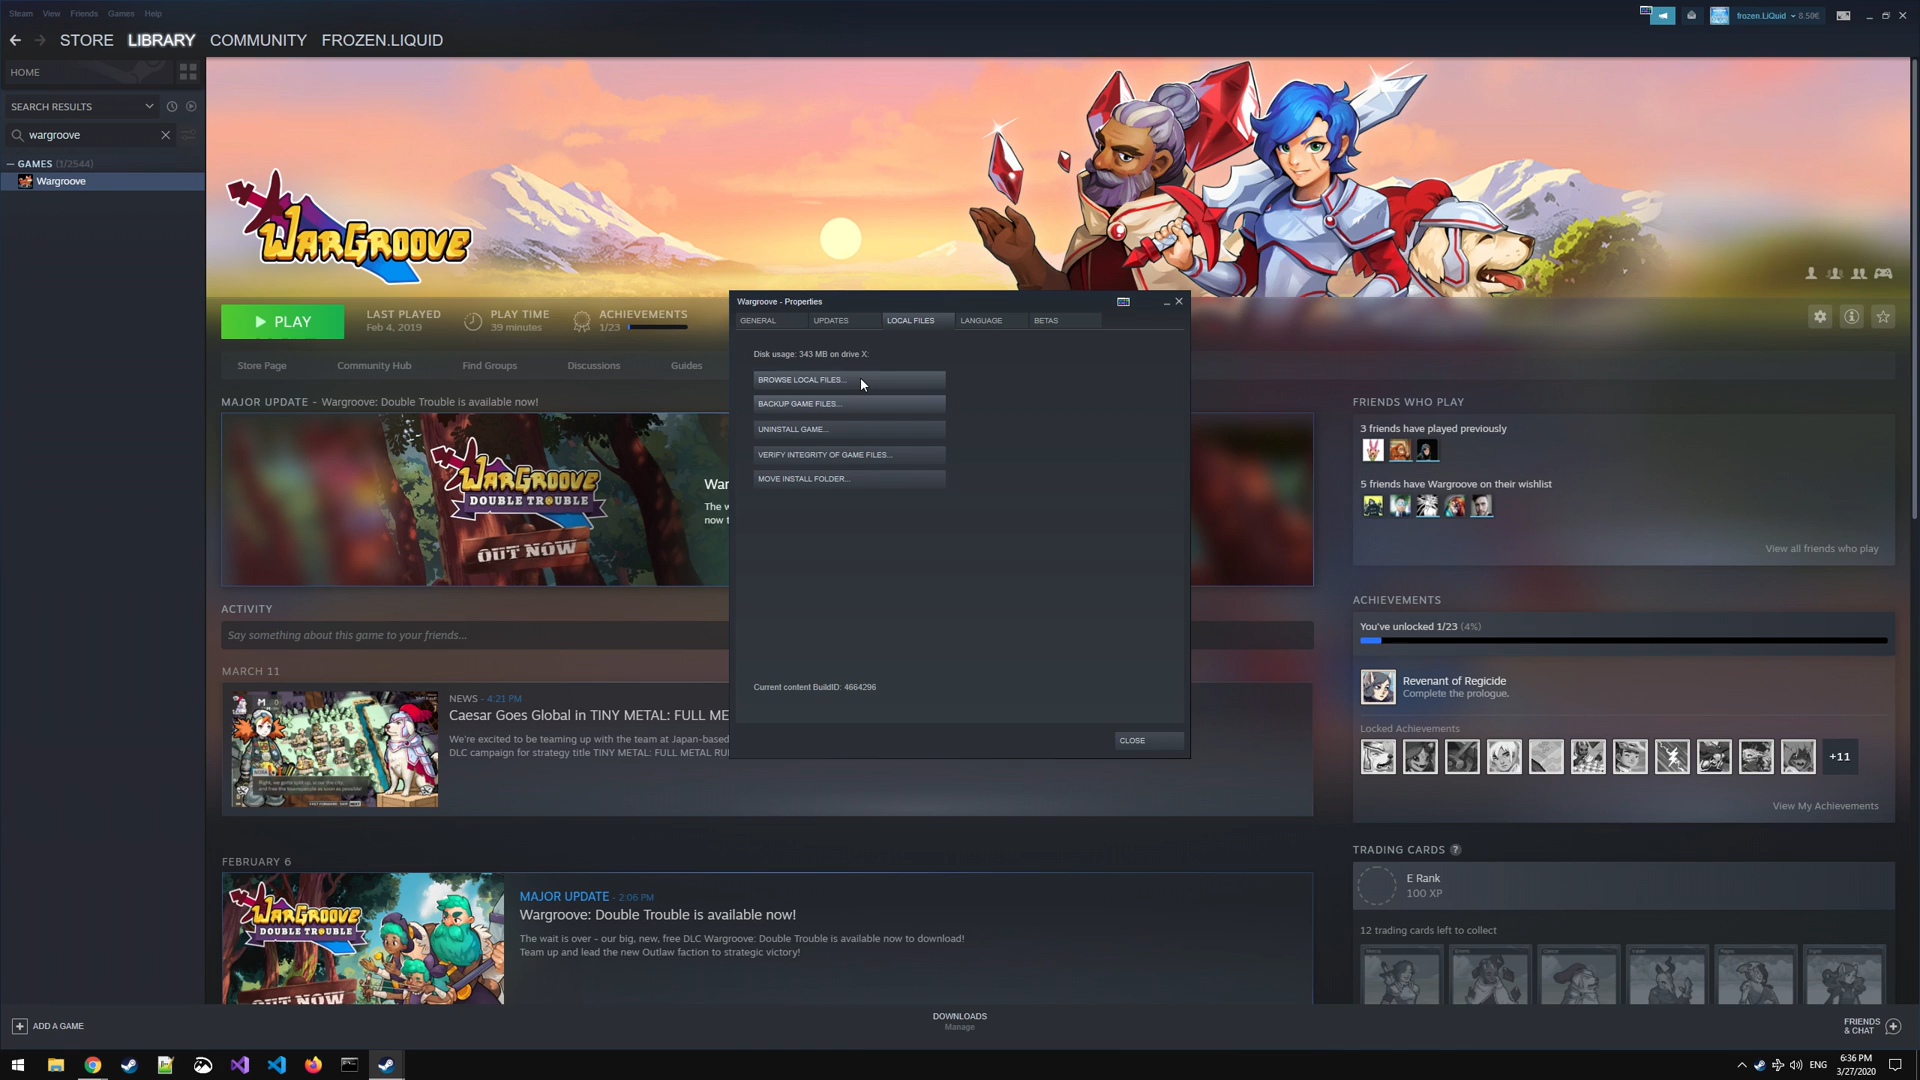 Steam View Friends Games Help
frozen.LiQuid 8.50€
STORE LIBRARY COMMUNITY FROZEN.LIQUID
HOME
SEARCH RESULTS
wargroove
GAMES (1/2544)
Wargroove
WARGROOVE
PLAY
LAST PLAYED
Feb 4, 2019
PLAY TIME
39 minutes
ACHIEVEMENTS
1/23
Store Page Community Hub Find Groups Discussions Guides
MAJOR UPDATE - Wargroove: Double Trouble is available now!
WARGROOVE
DOUBLE TROUBLE
OUT NOW
War
The w
now t
Wargroove - Properties
GENERAL UPDATES LOCAL FILES LANGUAGE BETAS
Disk usage: 343 MB on drive X:
BROWSE LOCAL FILES...
BACKUP GAME FILES...
UNINSTALL GAME...
VERIFY INTEGRITY OF GAME FILES...
MOVE INSTALL FOLDER...
Current content BuildID: 4664296
CLOSE
ACTIVITY
Say something about this game to your friends...
MARCH 11
NEWS - 4:21 PM
Caesar Goes Global in TINY METAL: FULL ME
We're excited to be teaming up with the team at Japan-based
DLC campaign for strategy title TINY METAL: FULL METAL RU
FEBRUARY 6
WARGROOVE
DOUBLE TROUBLE
OUT NOW
MAJOR UPDATE - 2:06 PM
Wargroove: Double Trouble is available now!
The wait is over - our big, new, free DLC Wargroove: Double Trouble is available now to download!
Team up and lead the new Outlaw faction to strategic victory!
FRIENDS WHO PLAY
3 friends have played previously
5 friends have Wargroove on their wishlist
View all friends who play
ACHIEVEMENTS
You've unlocked 1/23 (4%)
Revenant of Regicide
Complete the prologue.
Locked Achievements
+11
View My Achievements
TRADING CARDS ?
E Rank
100 XP
12 trading cards left to collect
ADD A GAME
DOWNLOADS
Manage
FRIENDS
& CHAT
ENG
6:36 PM
3/27/2020